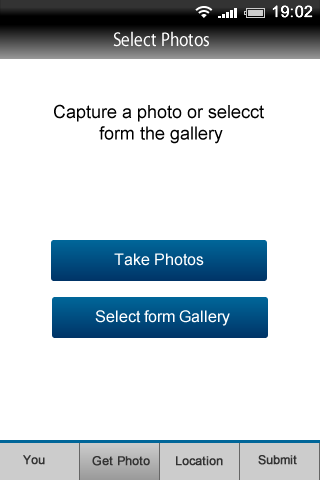 19:02
Select Photos
Capture a photo or selecct
form the gallery
Take Photos
Select form Gallery
You
Get Photo
Location
Submit